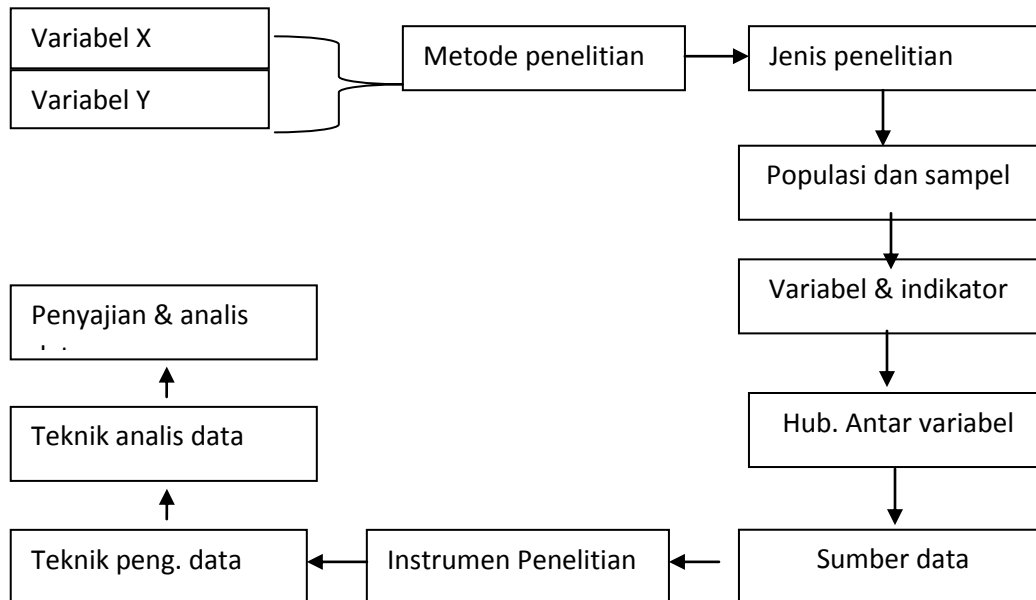 Variabel X
Variabel Y
Metode penelitian
Jenis penelitian
Populasi dan sampel
Variabel & indikator
Hub. Antar variabel
Sumber data
Instrumen Penelitian
Teknik peng. data
Teknik analis data
Penyajian & analis